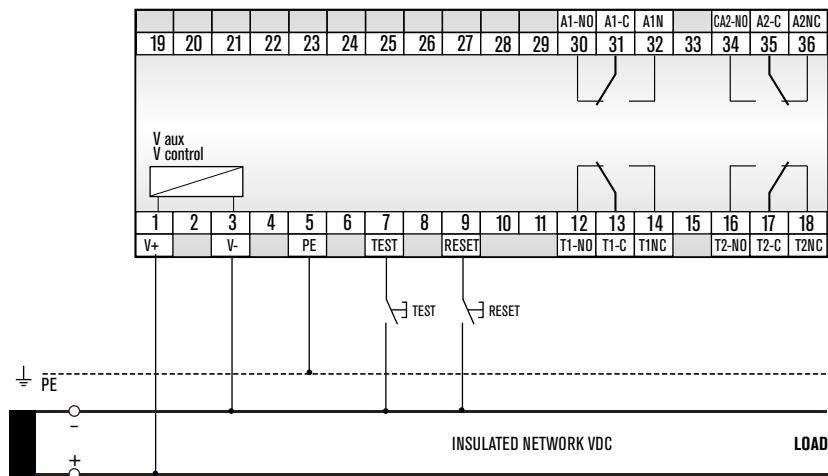 A1-NO A1-C A1N CA2-NO A2-C A2NC
19 20 21 22 23 24 25 26 27 28 29 30 31 32 33 34 35 36
V aux
V control
1 2 3 4 5 6 7 8 9 10 11 12 13 14 15 16 17 18
V+ V- PE TEST RESET T1-NO T1-C T1NC T2-NO T2-C T2NC
TEST RESET
PE
-
INSULATED NETWORK VDC LOAD
+